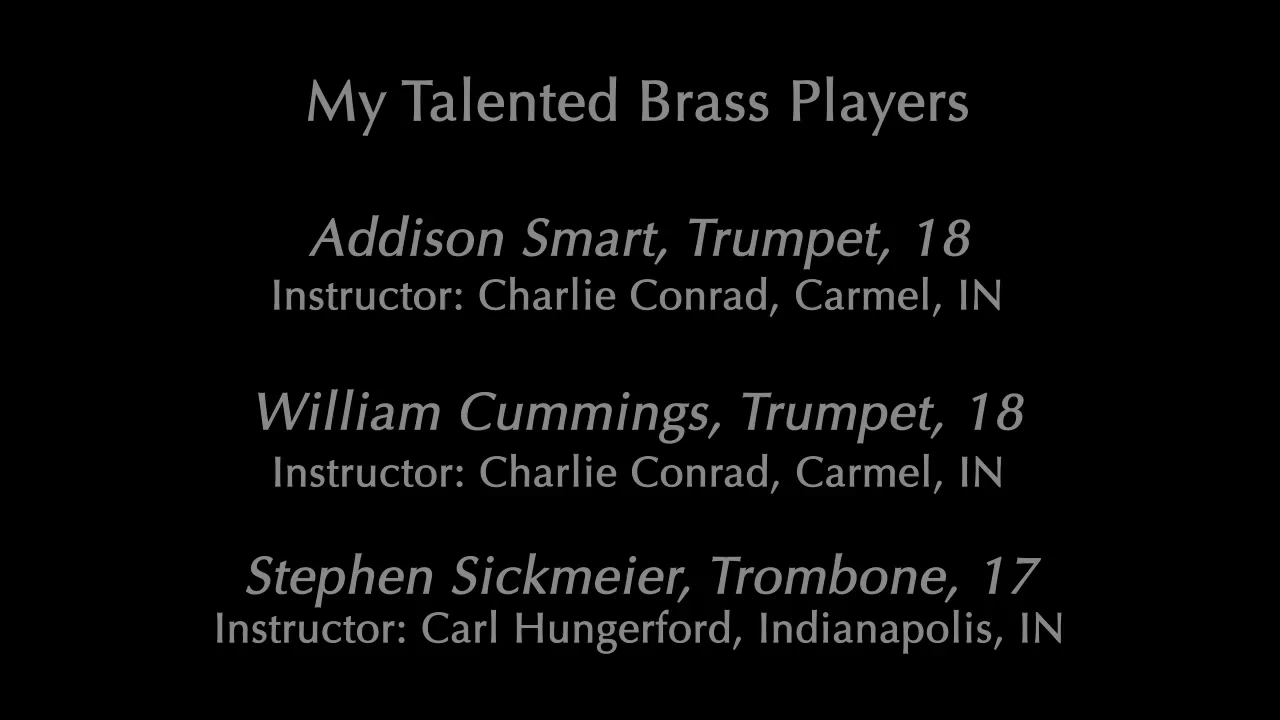 My Talented Brass Players
Addison Smart, Trumpet, 18
Instructor: Charlie Conrad, Carmel, IN
William Cummings, Trumpet, 18
Instructor: Charlie Conrad, Carmel, IN
Stephen Sickmeier, Trombone, 17
Instructor: Carl Hungerford, Indianapolis, IN